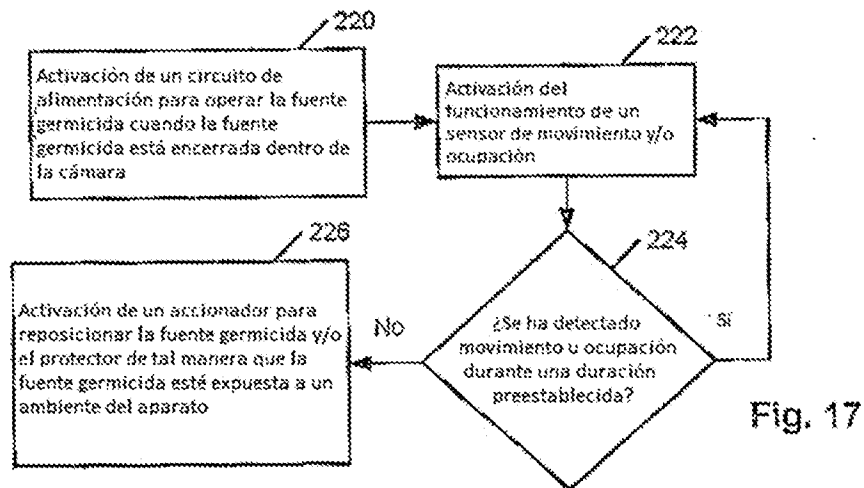 220
Activación de un circuito de
alimentación para operar la fuente
germicida cuando la fuente
germicida está encerrada dentro de
la cámara
222
Activación del
funcionamiento de un
sensor de movimiento y/o
ocupación
224
¿Se ha detectado
movimiento u ocupación
durante una duración
preestablecida?
Sí
No
226
Activación de un accionador para
reposicionar la fuente germicida y/o
el protector de tal manera que la
fuente germicida esté expuesta a un
ambiente del aparato
Fig. 17